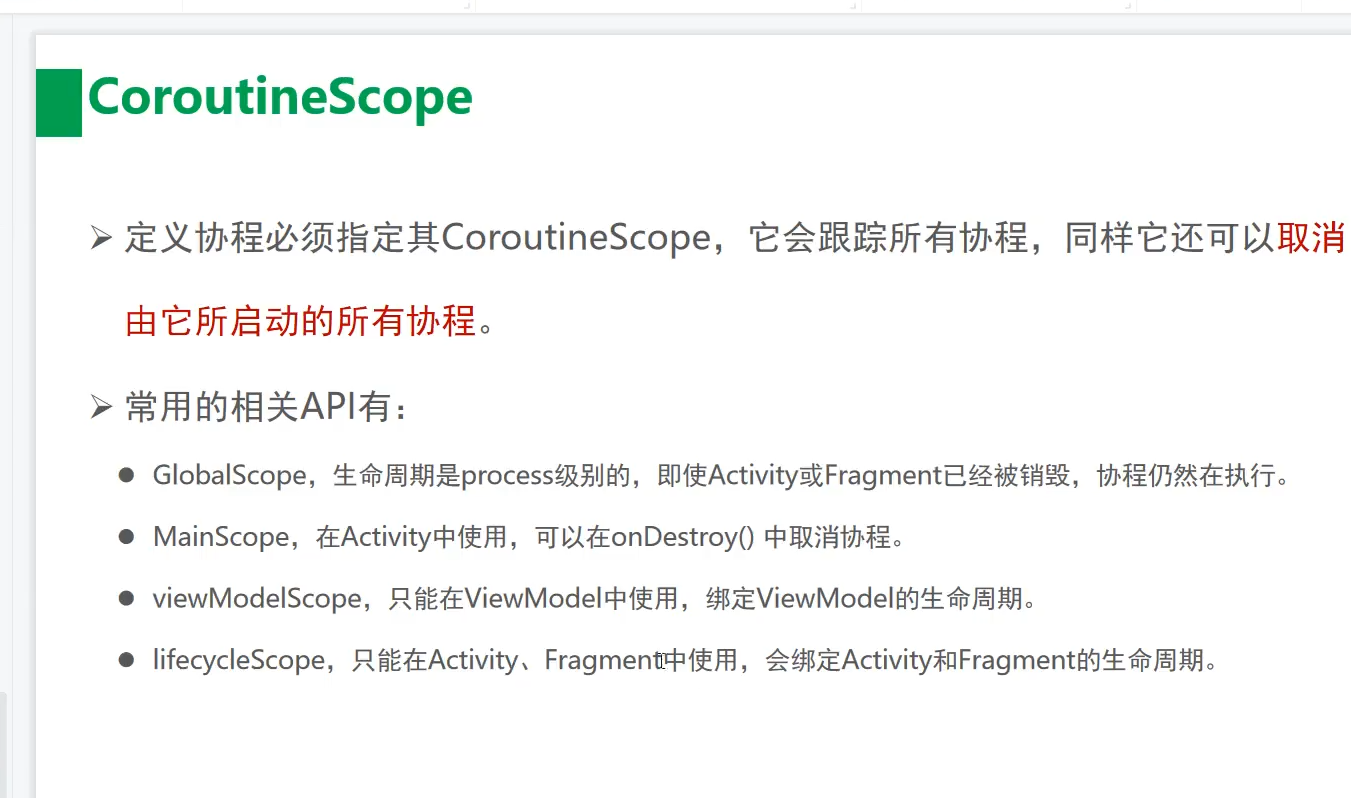 CoroutineScope
定义协程必须指定其CoroutineScope，它会跟踪所有协程，同样它还可以取消
由它所启动的所有协程。
常用的相关API有：
GlobalScope，生命周期是process级别的，即使Activity或Fragment已经被销毁，协程仍然在执行。
MainScope，在Activity中使用，可以在onDestroy() 中取消协程。
viewModelScope，只能在ViewModel中使用，绑定ViewModel的生命周期。
lifecycleScope，只能在Activity、Fragment中使用，会绑定Activity和Fragment的生命周期。